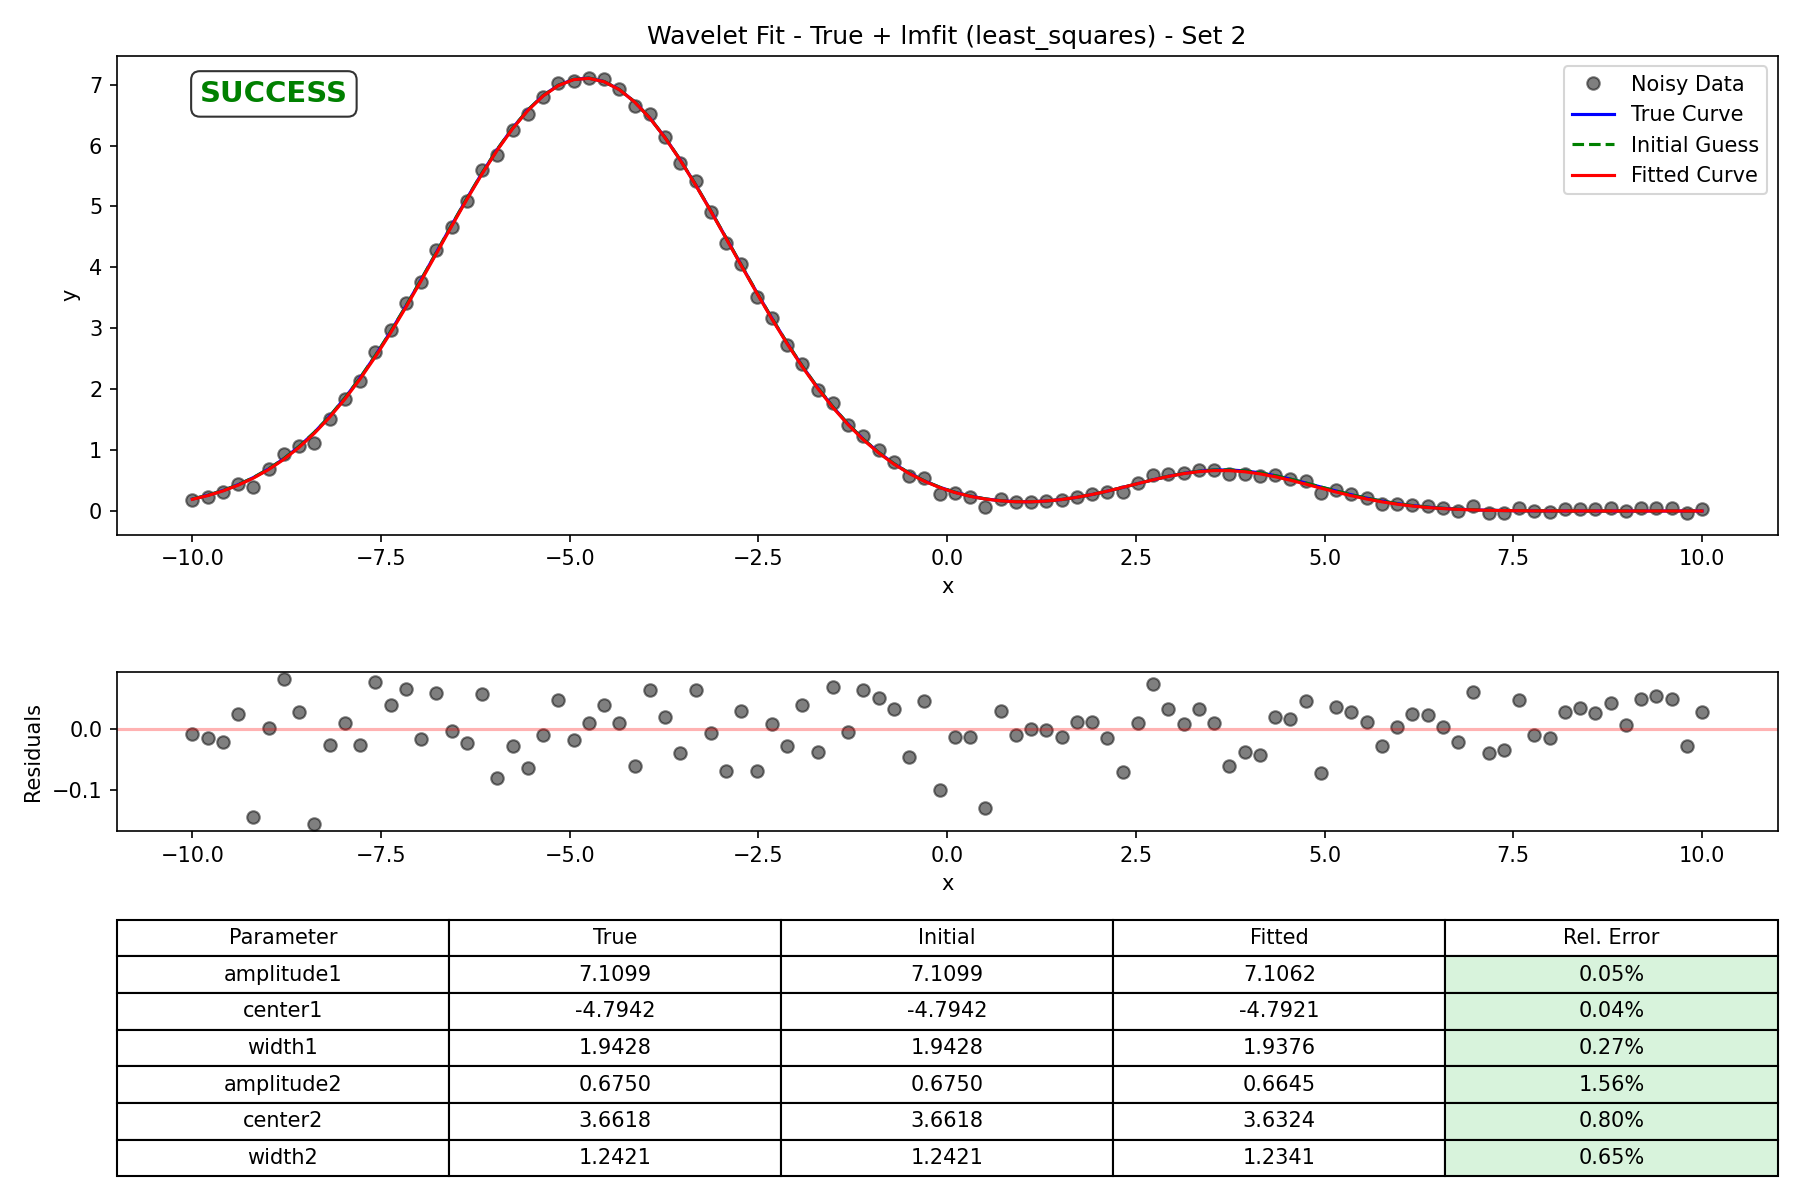 Wavelet Fit - True + lmfit (least_squares) - Set 2
SUCCESS
Noisy Data
True Curve
Initial Guess
Fitted Curve
7
6
5
4
3
2
1
0
y
−10.0 −7.5 −5.0 −2.5 0.0 2.5 5.0 7.5 10.0
x
0.0
−0.1
Residuals
−10.0 −7.5 −5.0 −2.5 0.0 2.5 5.0 7.5 10.0
x
Parameter True Initial Fitted Rel. Error
amplitude1 7.1099 7.1099 7.1062 0.05%
center1 -4.7942 -4.7942 -4.7921 0.04%
width1 1.9428 1.9428 1.9376 0.27%
amplitude2 0.6750 0.6750 0.6645 1.56%
center2 3.6618 3.6618 3.6324 0.80%
width2 1.2421 1.2421 1.2341 0.65%